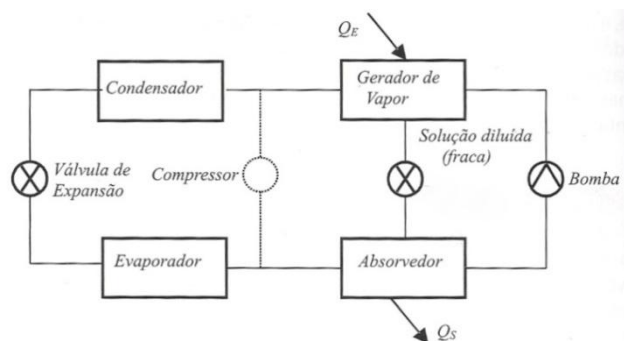 Q_E
Condensador
Gerador de
Vapor
Solução diluída
(fraca)
Válvula de
Expansão
Compressor
Bomba
Evaporador
Absorvedor
Q_S